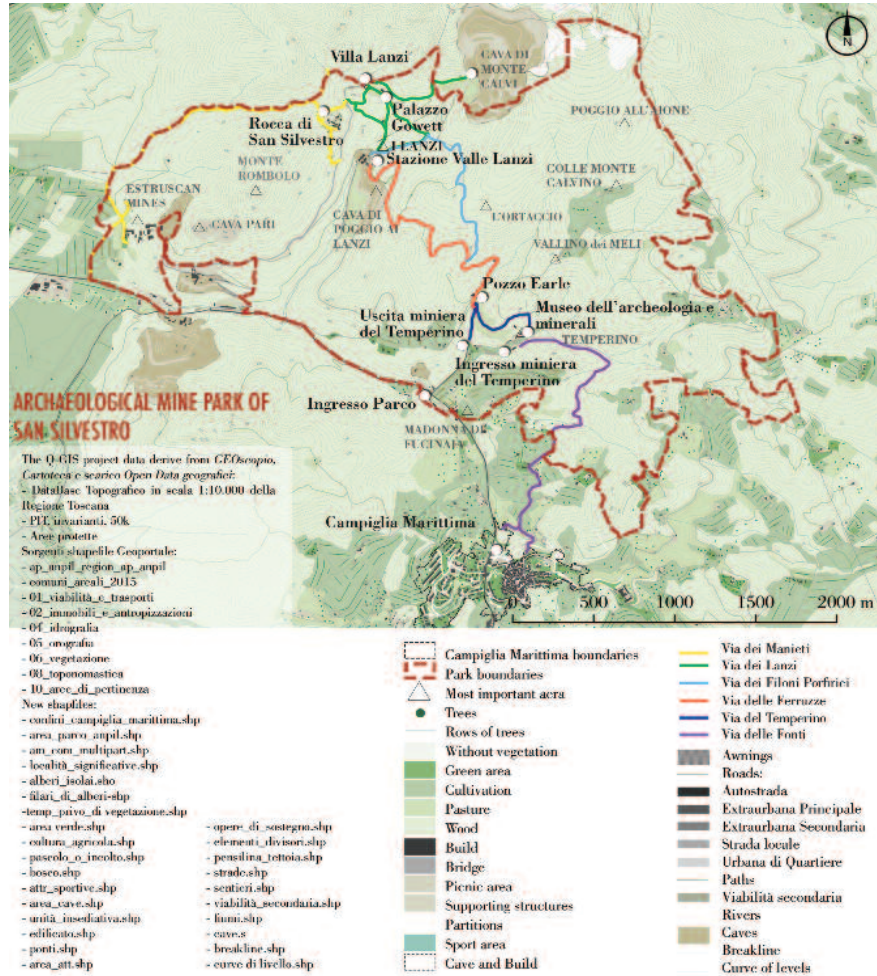 N
Villa Lanzi
CAVA DI
MONTE
CALVI
Palazzo
Gowett
POGGIO ALL'AIONE
Rocca di
San Silvestro
I LANZI
Stazione Valle Lanzi
MONTE
ROMBOLO
COLLE MONTE
CALVINO
ESTRUSCAN
MINES
CAVA PARI
CAVA DI
POGGIO AI
LANZI
L'ORTACCIO
VALLINO dei MELI
Pozzo Earle
Uscita miniera
del Temperino
Museo dell'archeologia e
minerali
TEMPERINO
Ingresso miniera
del Temperino
Ingresso Parco
MADONNA DE
FUCINAIA
Campiglia Marittima
0 500 1000 1500 2000 m
ARCHAEOLOGICAL MINE PARK OF
SAN SILVESTRO
The Q-GIS project data derive from GEOscopio,
Cartoteca e scarico Open Data geografici:
- DataBase Topografico in scala 1:10.000 della
Regione Toscana
- PIT, invarianti, 50k
- Aree protette
Sorgenti shapefile Geoportale:
- ap_anpil_region_ap_anpil
- comuni_areali_2015
- 01_viabilità_e_trasporti
- 02_immobili_e_antropizzazioni
- 04_idrografia
- 05_orografia
- 06_vegetazione
- 08_toponomastica
- 10_aree_di_pertinenza
New shapfiles:
- confini_campiglia_marittima.shp
- area_parco_anpil.shp
- am_com_multipart.shp
- località_significative.shp
- alberi_isolai.sho
- filari_di_alberi-shp
-temp_privo_di vegetazione.shp
- area verde.shp
- coltura_agricola.shp
- pascolo_o_incolto.shp
- bosco.shp
- attr_sportive.shp
- area_cave.shp
- unità_insediativa.shp
- edificato.shp
- ponti.shp
- area_att.shp
- opere_di_sostegno.shp
- elementi_divisori.shp
- pensilina_tettoia.shp
- strade.shp
- sentieri.shp
- viabilità_secondaria.shp
- fiumi.shp
- cave.s
- breakline.shp
- curve di livello.shp
Campiglia Marittima boundaries
Park boundaries
Most important acra
Trees
Rows of trees
Without vegetation
Green area
Cultivation
Pasture
Wood
Build
Bridge
Picnic area
Supporting structures
Partitions
Sport area
Cave and Build
Via dei Manieti
Via dei Lanzi
Via dei Filoni Porfirici
Via delle Ferruzze
Via del Temperino
Via delle Fonti
Awnings
Roads:
Autostrada
Extraurbana Principale
Extraurbana Secondaria
Strada locale
Urbana di Quartiere
Paths
Viabilità secondaria
Rivers
Caves
Breakline
Curve of levels